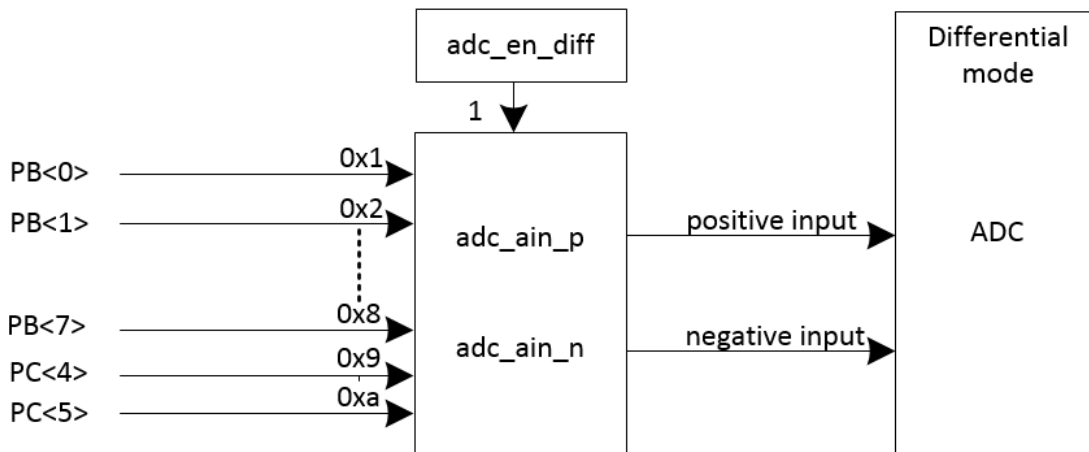 adc_en_diff
Differential
mode
1
PB<0>
0x1
PB<1>
0x2
adc_ain_p
positive input
ADC
PB<7>
0x8
adc_ain_n
negative input
PC<4>
0x9
PC<5>
0xa